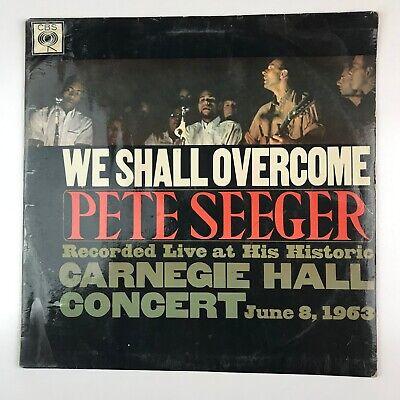 CBS
WE SHALL OVERCOME
PETE SEEGER
Recorded Live at His Historic
CARNEGIE HALL
CONCERT June 8, 1963